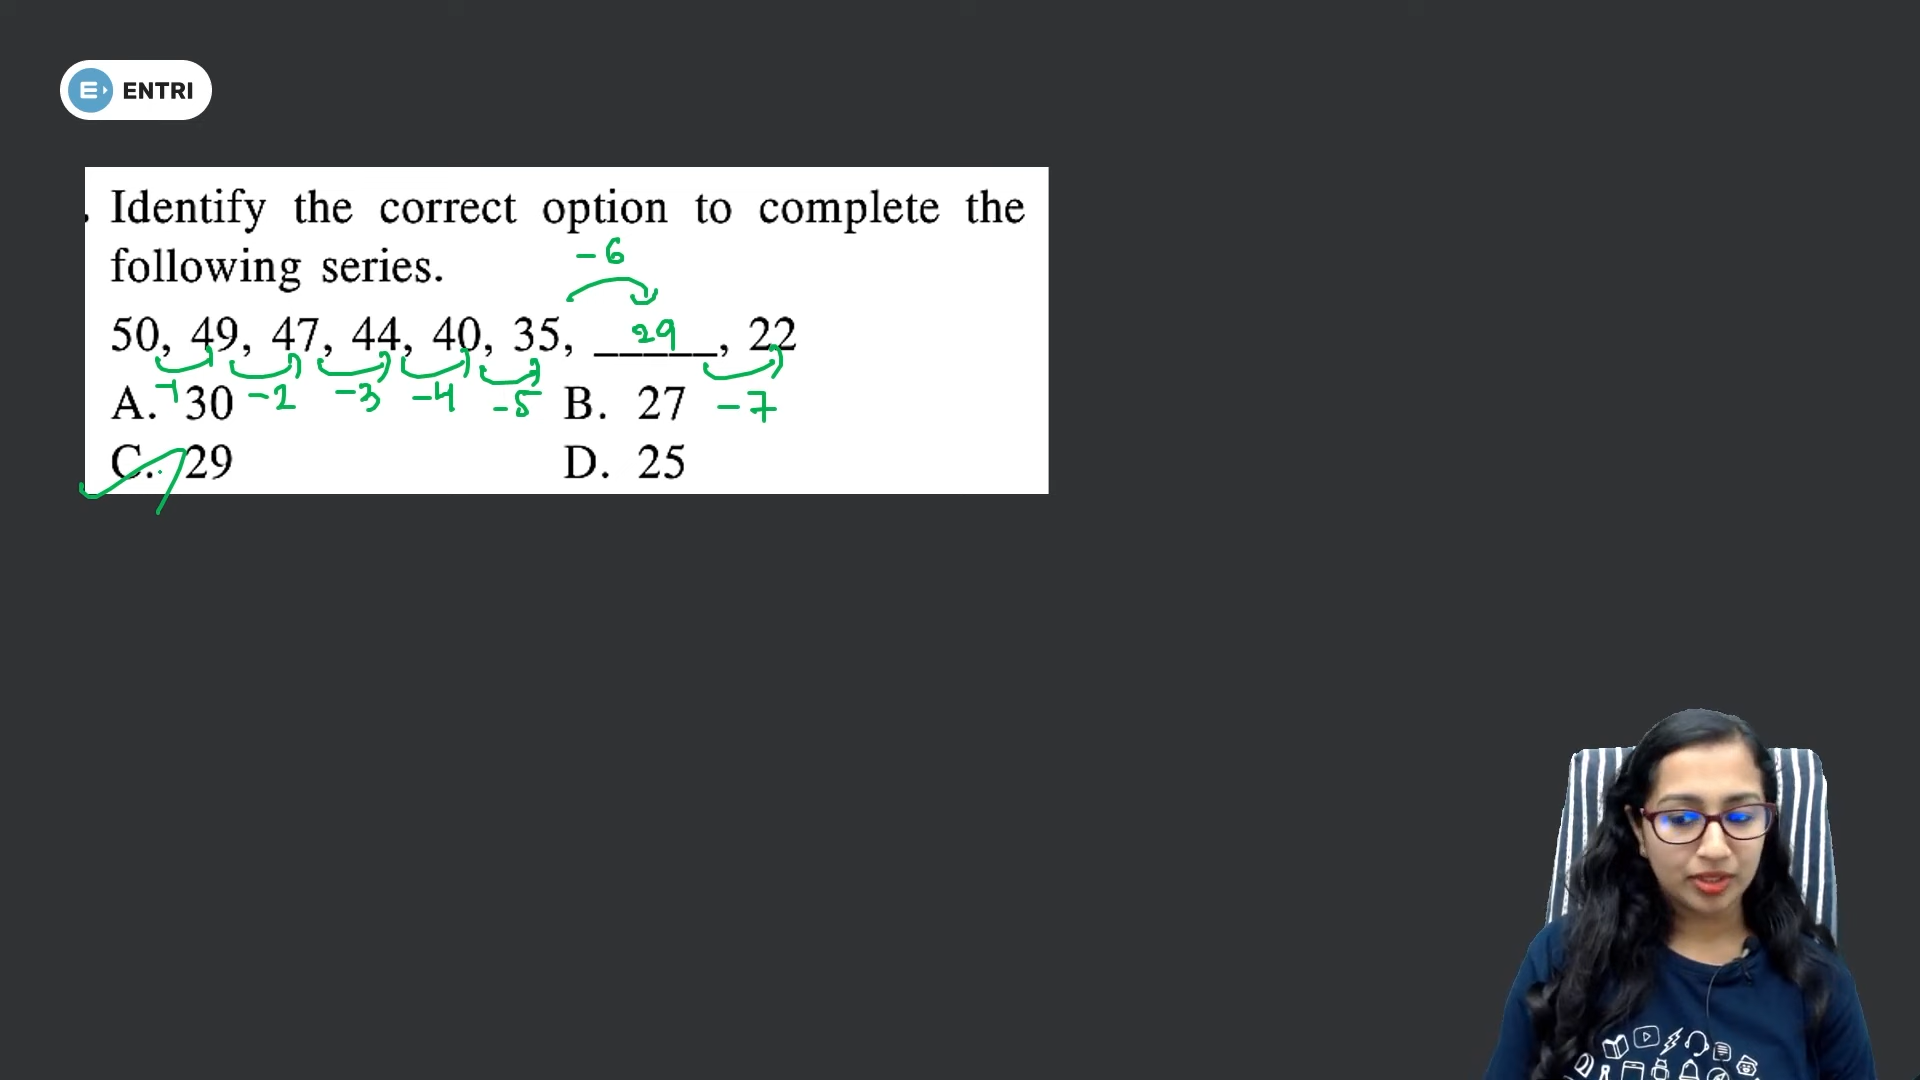 ENTRI
. Identify the correct option to complete the
-6
following series.
50, 49, 47, 44, 40, 35, _____, 22
29
-1 -2 -3 -4 -5 -7
A. 30 B. 27
C. 29 D. 25